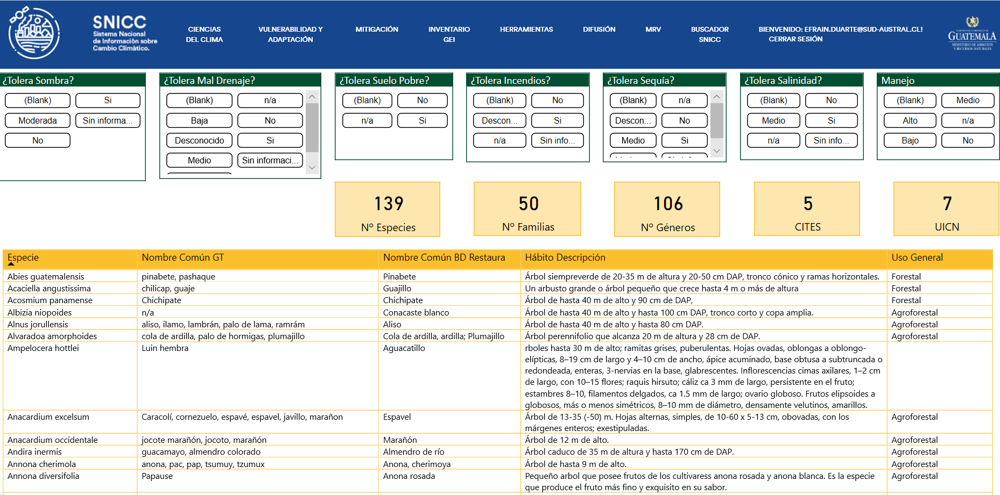 SNICC
Sistema Nacional
de Información sobre
Cambio Climático.
CIENCIAS
DEL CLIMA
VULNERABILIDAD Y
ADAPTACIÓN
MITIGACIÓN
INVENTARIO
GEI
HERRAMIENTAS
DIFUSIÓN
MRV
BUSCADOR
SNICC
BIENVENIDO: EFRAIN.DUARTE@SUD-AUSTRAL.CL!
CERRAR SESIÓN
GUATEMALA
MINISTERIO DE AMBIENTE
Y RECURSOS NATURALES
¿Tolera Sombra?
(Blank) Si
Moderada Sin informa...
No
¿Tolera Mal Drenaje?
(Blank) n/a
Baja No
Desconocido Si
Medio Sin informaci...
¿Tolera Suelo Pobre?
(Blank) No
n/a Si
¿Tolera Incendios?
(Blank) No
Descon... Si
n/a Sin info...
¿Tolera Sequía?
(Blank) n/a
Descon... No
Medio Si
¿Tolera Salinidad?
(Blank) No
Medio Si
n/a Sin info...
Manejo
(Blank) Medio
Alto n/a
Bajo No
139
Nº Especies
50
Nº Familias
106
Nº Géneros
5
CITES
7
UICN
Especie Nombre Común GT Nombre Común BD Restaura Hábito Descripción Uso General
Abies guatemalensis pinabete, pashaque Pinabete Árbol siempreverde de 20-35 m de altura y 20-50 cm DAP, tronco cónico y ramas horizontales. Forestal
Acaciella angustissima chilicap, guaje Guajillo Un arbusto grande o árbol pequeño que crece hasta 4 m o más de altura Forestal
Acosmium panamense Chichipate Chichipate Árbol de hasta 40 m de alto y 90 cm de DAP, Forestal
Albizia niopoides n/a Conacaste blanco Árbol de hasta 40 m de alto y hasta 100 cm DAP, tronco corto y copa amplia. Agroforestal
Alnus jorullensis aliso, ilamo, lambrán, palo de lama, ramrám Aliso Árbol de hasta 40 m de alto y hasta 80 cm DAP. Agroforestal
Alvaradoa amorphoides cola de ardilla, palo de hormigas, plumajillo Cola de ardilla, ardilla; Plumajillo Árbol perennifolio que alcanza 20 m de altura y 28 cm de DAP. Agroforestal
Ampelocera hottlei Luin hembra Aguacatillo rboles hasta 30 m de alto; ramitas grises, puberulentas. Hojas ovadas, oblongas a oblongo- Agroforestal
elípticas, 8–19 cm de largo y 4–10 cm de ancho, ápice acuminado, base obtusa a subtruncada o
redondeada, enteras, 3-nervias en la base, glabrescentes. Inflorescencias cimas axilares, 1–2 cm
de largo, con 10–15 flores; raquis hirsuto; cáliz ca 3 mm de largo, persistente en el fruto;
estambres 8–10, filamentos delgados, ca 1.5 mm de largo; ovario globoso. Frutos elipsoides a
globosos, más o menos simétricos, 8–10 mm de diámetro, densamente velutinos, amarillos.
Anacardium excelsum Caracolí, cornezuelo, espavé, espavel, javillo, marañon Espavel Árbol de 13-35 (-50) m. Hojas alternas, simples, de 10-60 x 5-13 cm, obovadas, con los Agroforestal
márgenes enteros; exestipuladas.
Anacardium occidentale jocote marañón, jocoto, marañón Marañón Árbol de 12 m de alto. Agroforestal
Andira inermis guacamayo, almendro colorado Almendro de río Árbol caduco de 35 m de altura y hasta 170 cm de DAP. Agroforestal
Annona cherimola anona, pac, pap, tsumuy, tzumux Anona, cherimoya Árbol de hasta 9 m de alto. Agroforestal
Annona diversifolia Papause Anona rosada Pequeño arbol que posee frutos de los cultivaress anona rosada y anona blanca. Es la especie Agroforestal
que produce el fruto más fino y exquisito en su sabor.